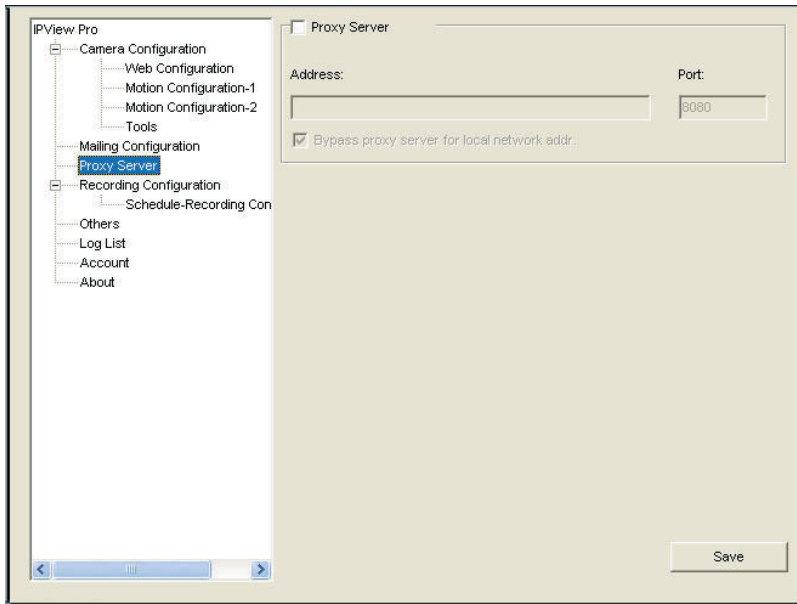 IPView Pro
Camera Configuration
Web Configuration
Motion Configuration-1
Motion Configuration-2
Tools
Mailing Configuration
Proxy Server
Recording Configuration
Schedule-Recording Con
Others
Log List
Account
About
Proxy Server
Address:
Port:
8080
Bypass proxy server for local network addr.
Save